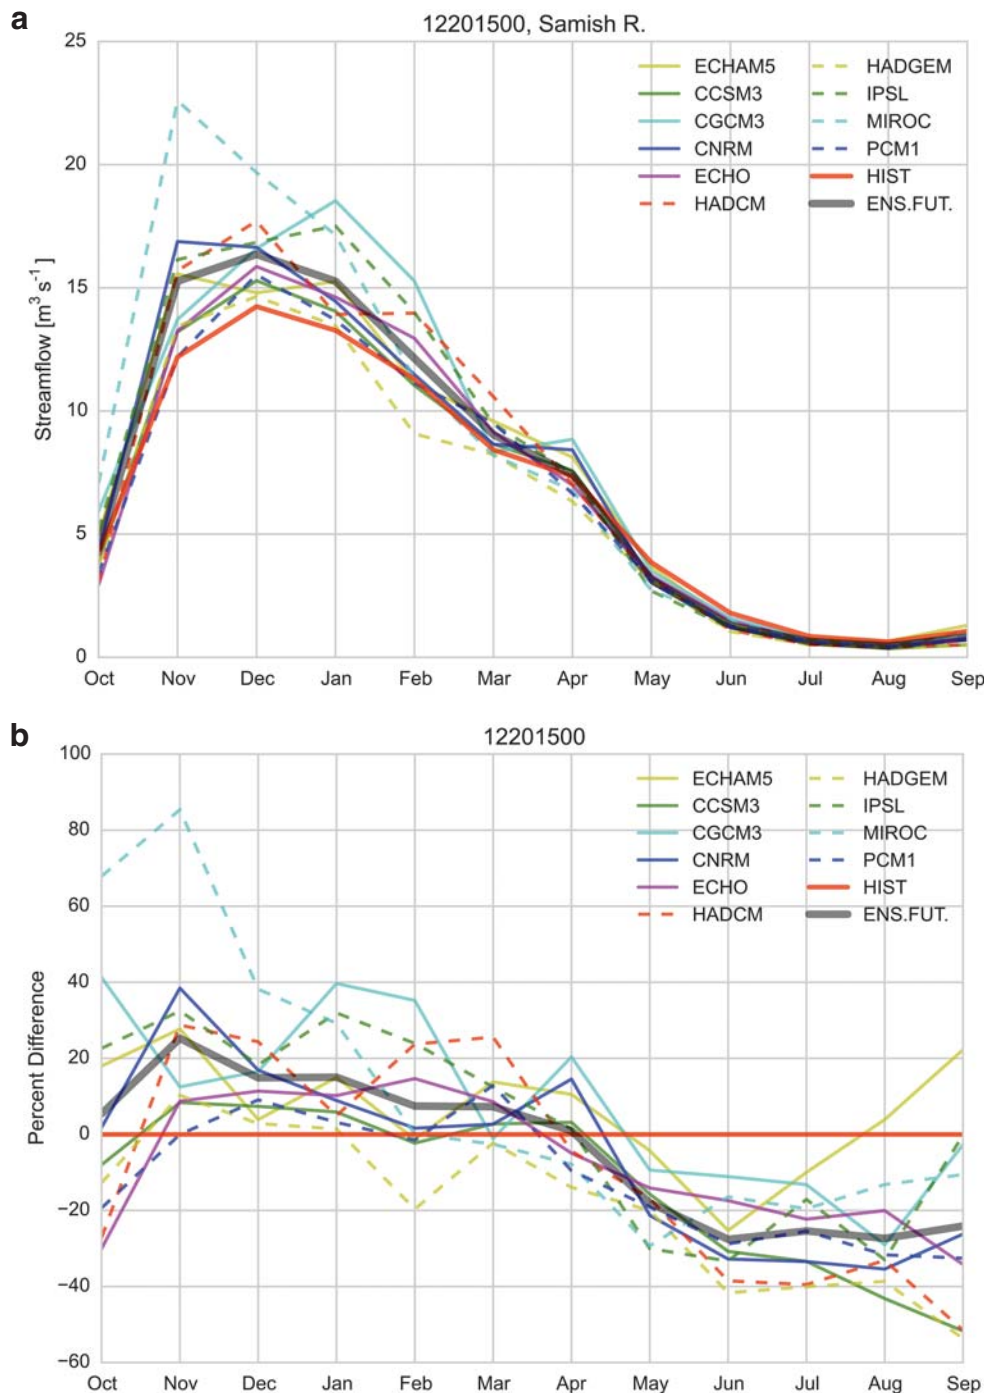 a
12201500, Samish R.
25
20
15
10
5
0
Streamflow [m³ s⁻¹]
ECHAM5
CCSM3
CGCM3
CNRM
ECHO
HADCM
HADGEM
IPSL
MIROC
PCM1
HIST
ENS.FUT.
Oct Nov Dec Jan Feb Mar Apr May Jun Jul Aug Sep
b
12201500
100
80
60
40
20
0
−20
−40
−60
Percent Difference
ECHAM5
CCSM3
CGCM3
CNRM
ECHO
HADCM
HADGEM
IPSL
MIROC
PCM1
HIST
ENS.FUT.
Oct Nov Dec Jan Feb Mar Apr May Jun Jul Aug Sep